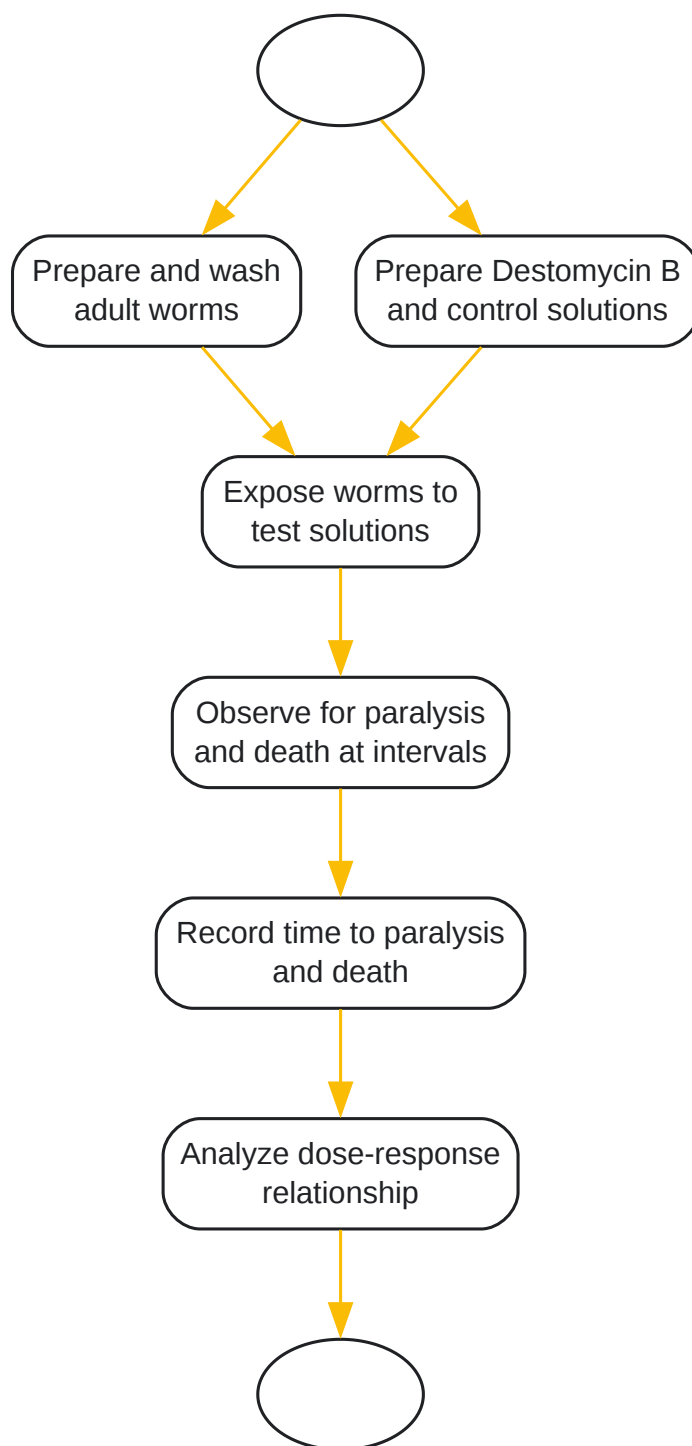 Prepare and wash
adult worms
Prepare Destomycin B
and control solutions
Expose worms to
test solutions
Observe for paralysis
and death at intervals
Record time to paralysis
and death
Analyze dose-response
relationship